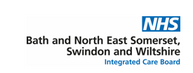 NHS
Bath and North East Somerset,
Swindon and Wiltshire
Integrated Care Board